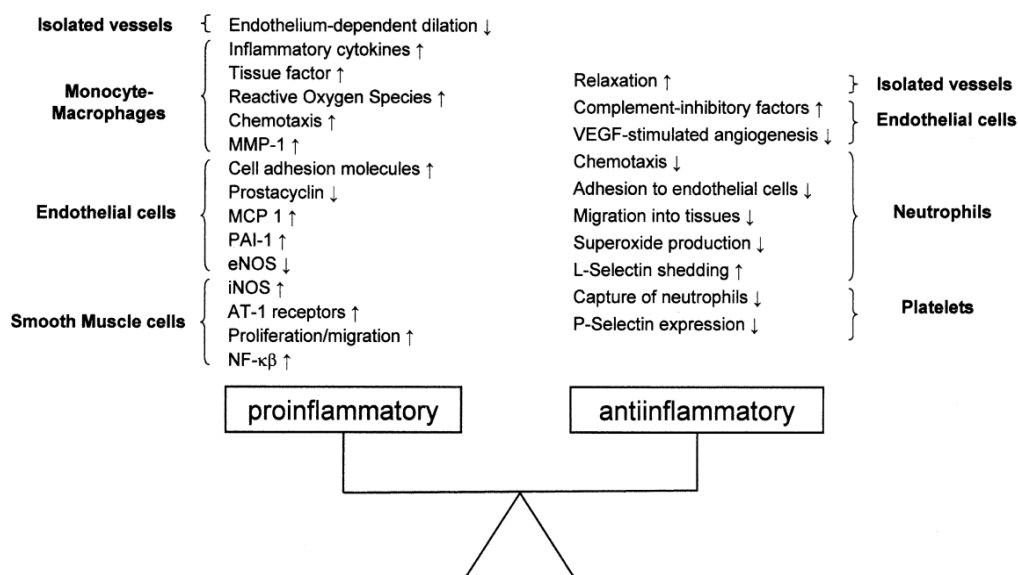 Isolated vessels
Endothelium-dependent dilation ↓
Monocyte-
Macrophages
Inflammatory cytokines ↑
Tissue factor ↑
Reactive Oxygen Species ↑
Chemotaxis ↑
MMP-1 ↑
Endothelial cells
Cell adhesion molecules ↑
Prostacyclin ↓
MCP 1 ↑
PAI-1 ↑
eNOS ↓
Smooth Muscle cells
iNOS ↑
AT-1 receptors ↑
Proliferation/migration ↑
NF-κβ ↑
proinflammatory
Relaxation ↑
Isolated vessels
Complement-inhibitory factors ↑
VEGF-stimulated angiogenesis ↓
Endothelial cells
Chemotaxis ↓
Adhesion to endothelial cells ↓
Migration into tissues ↓
Superoxide production ↓
L-Selectin shedding ↑
Neutrophils
Capture of neutrophils ↓
P-Selectin expression ↓
Platelets
antiinflammatory